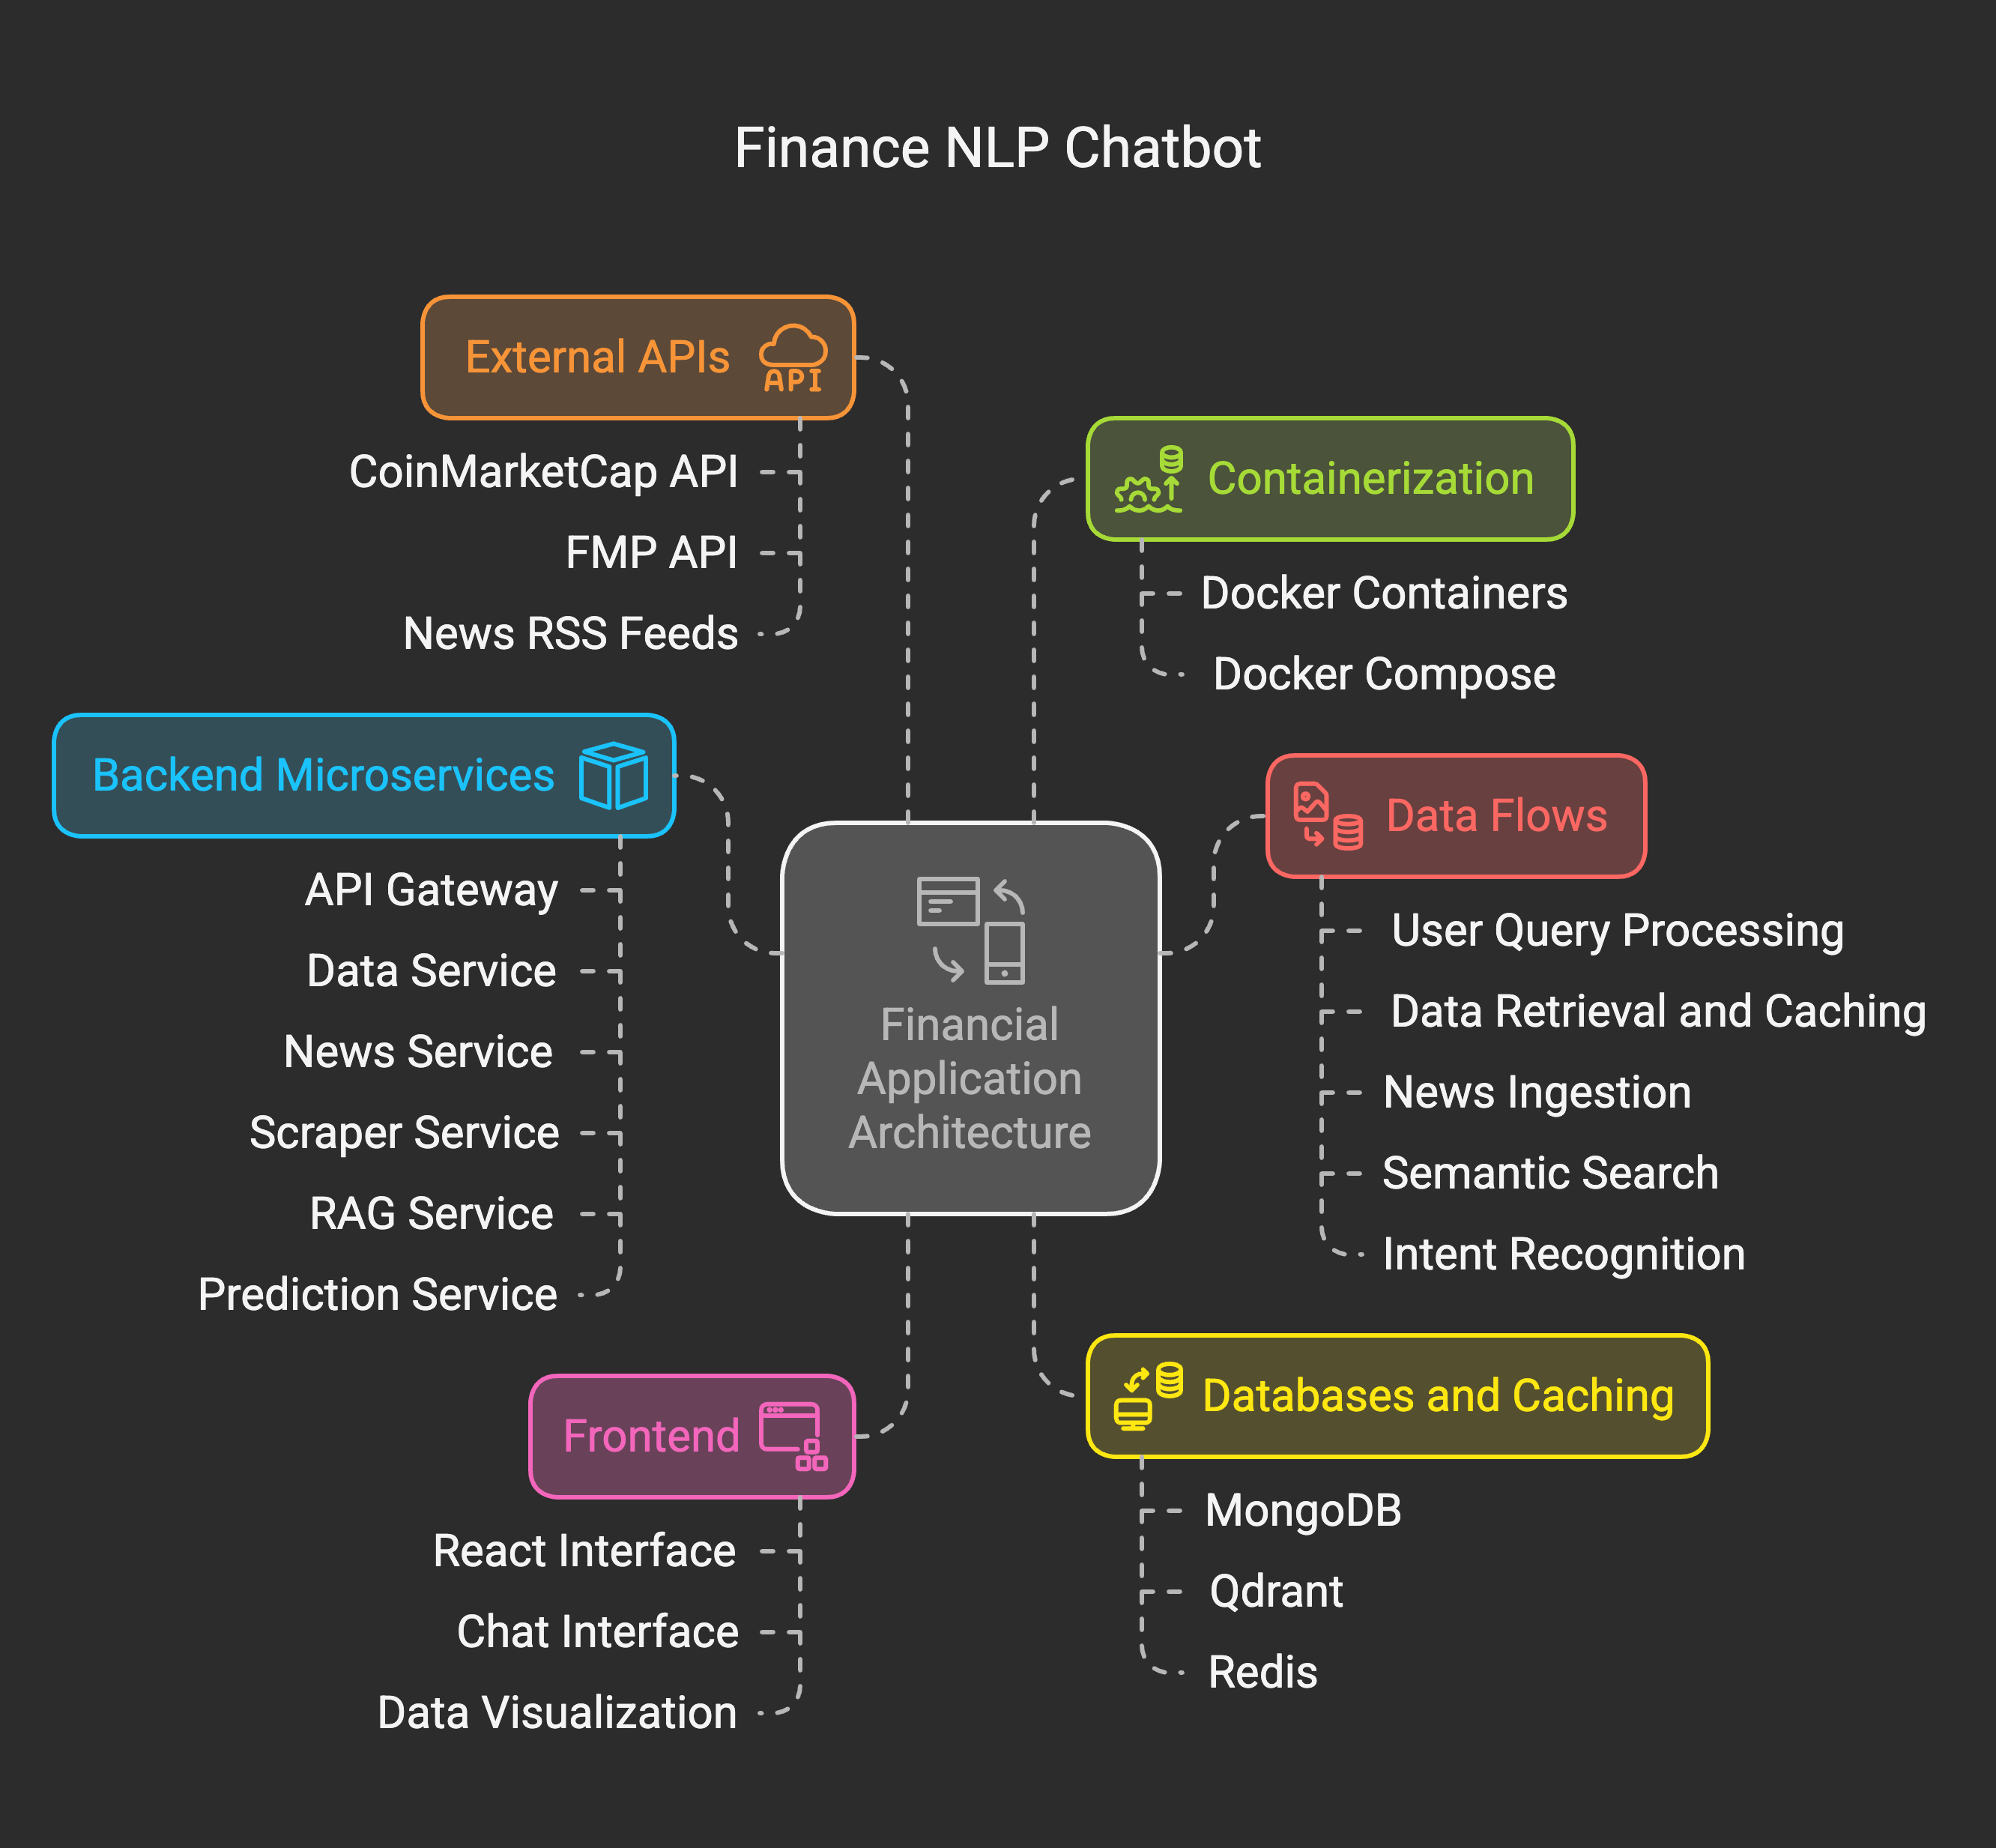 Finance NLP Chatbot
External APIs
API
CoinMarketCap API
FMP API
News RSS Feeds
Backend Microservices
API Gateway
Data Service
News Service
Scraper Service
RAG Service
Prediction Service
Frontend
React Interface
Chat Interface
Data Visualization
Financial
Application
Architecture
Containerization
Docker Containers
Docker Compose
Data Flows
User Query Processing
Data Retrieval and Caching
News Ingestion
Semantic Search
Intent Recognition
Databases and Caching
MongoDB
Qdrant
Redis